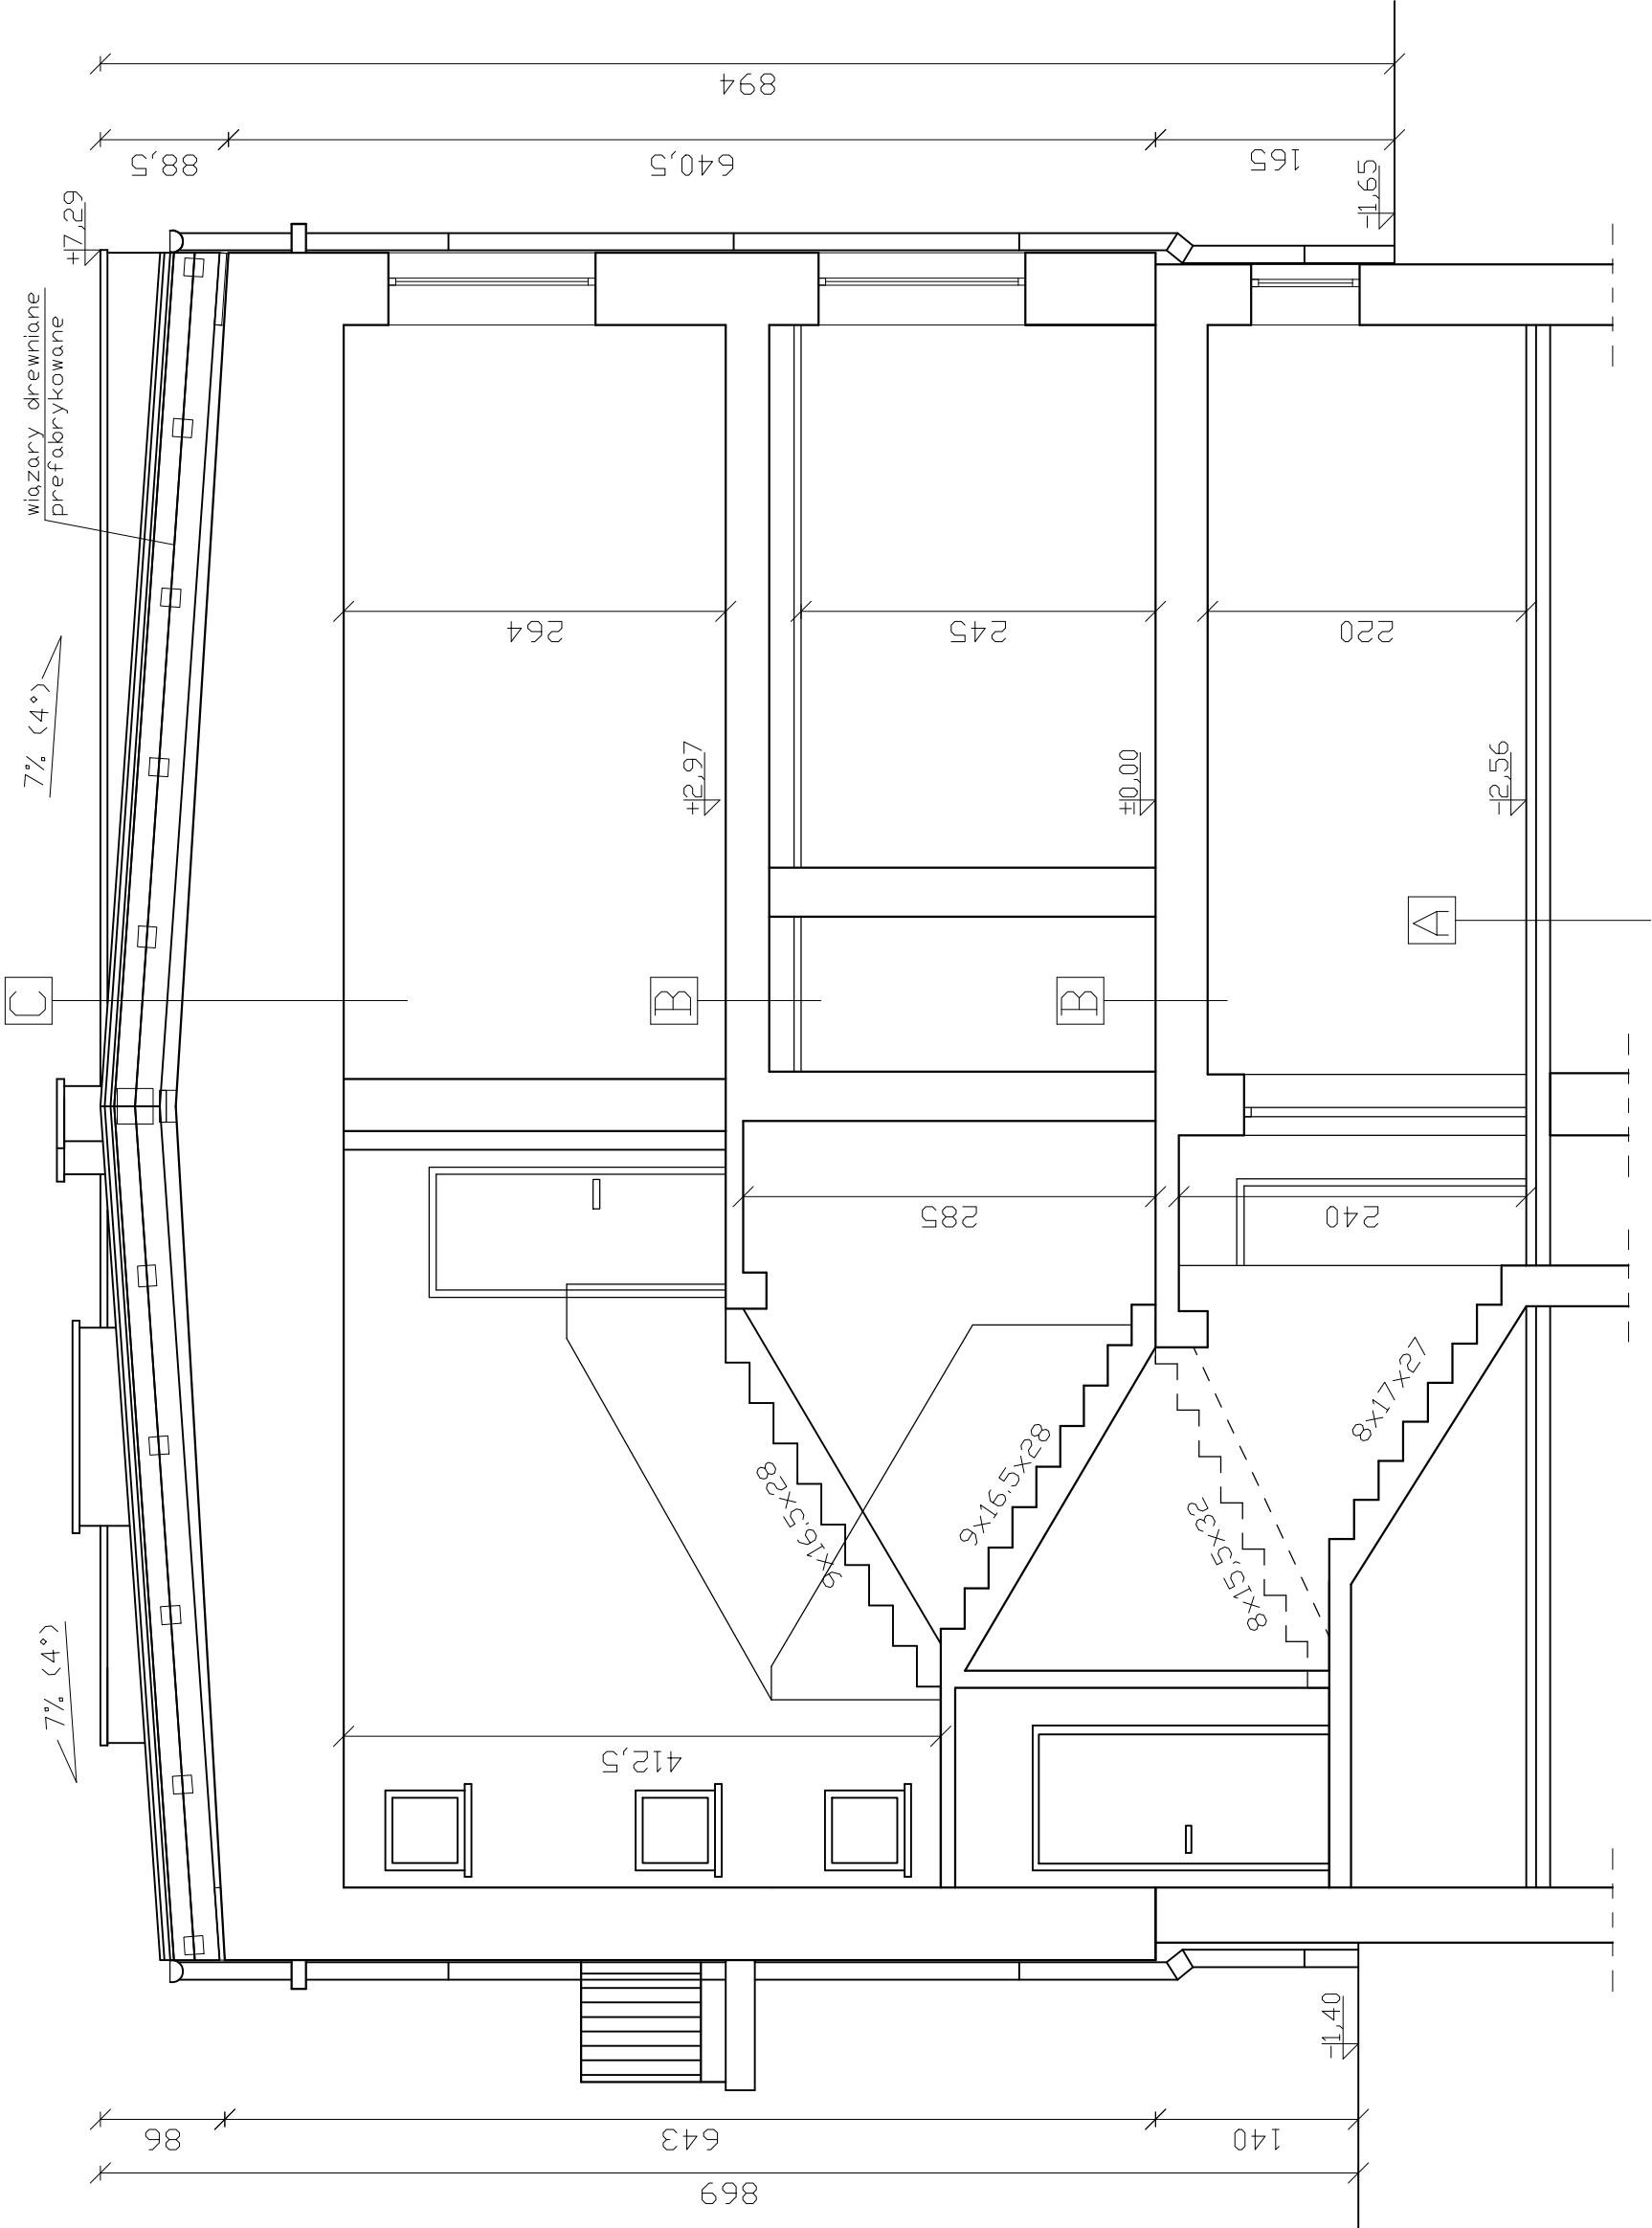 wiązary drewniane
prefabrykowane
+7,29
7% (4°)
7% (4°)
C
B
B
A
894
88,5
640,5
165
-1,65
264
245
220
+2,97
±0,00
-2,56
285
240
9x16,5x28
9x16,5x28
8x15,5x32
8x17x27
412,5
-1,40
86
643
140
869